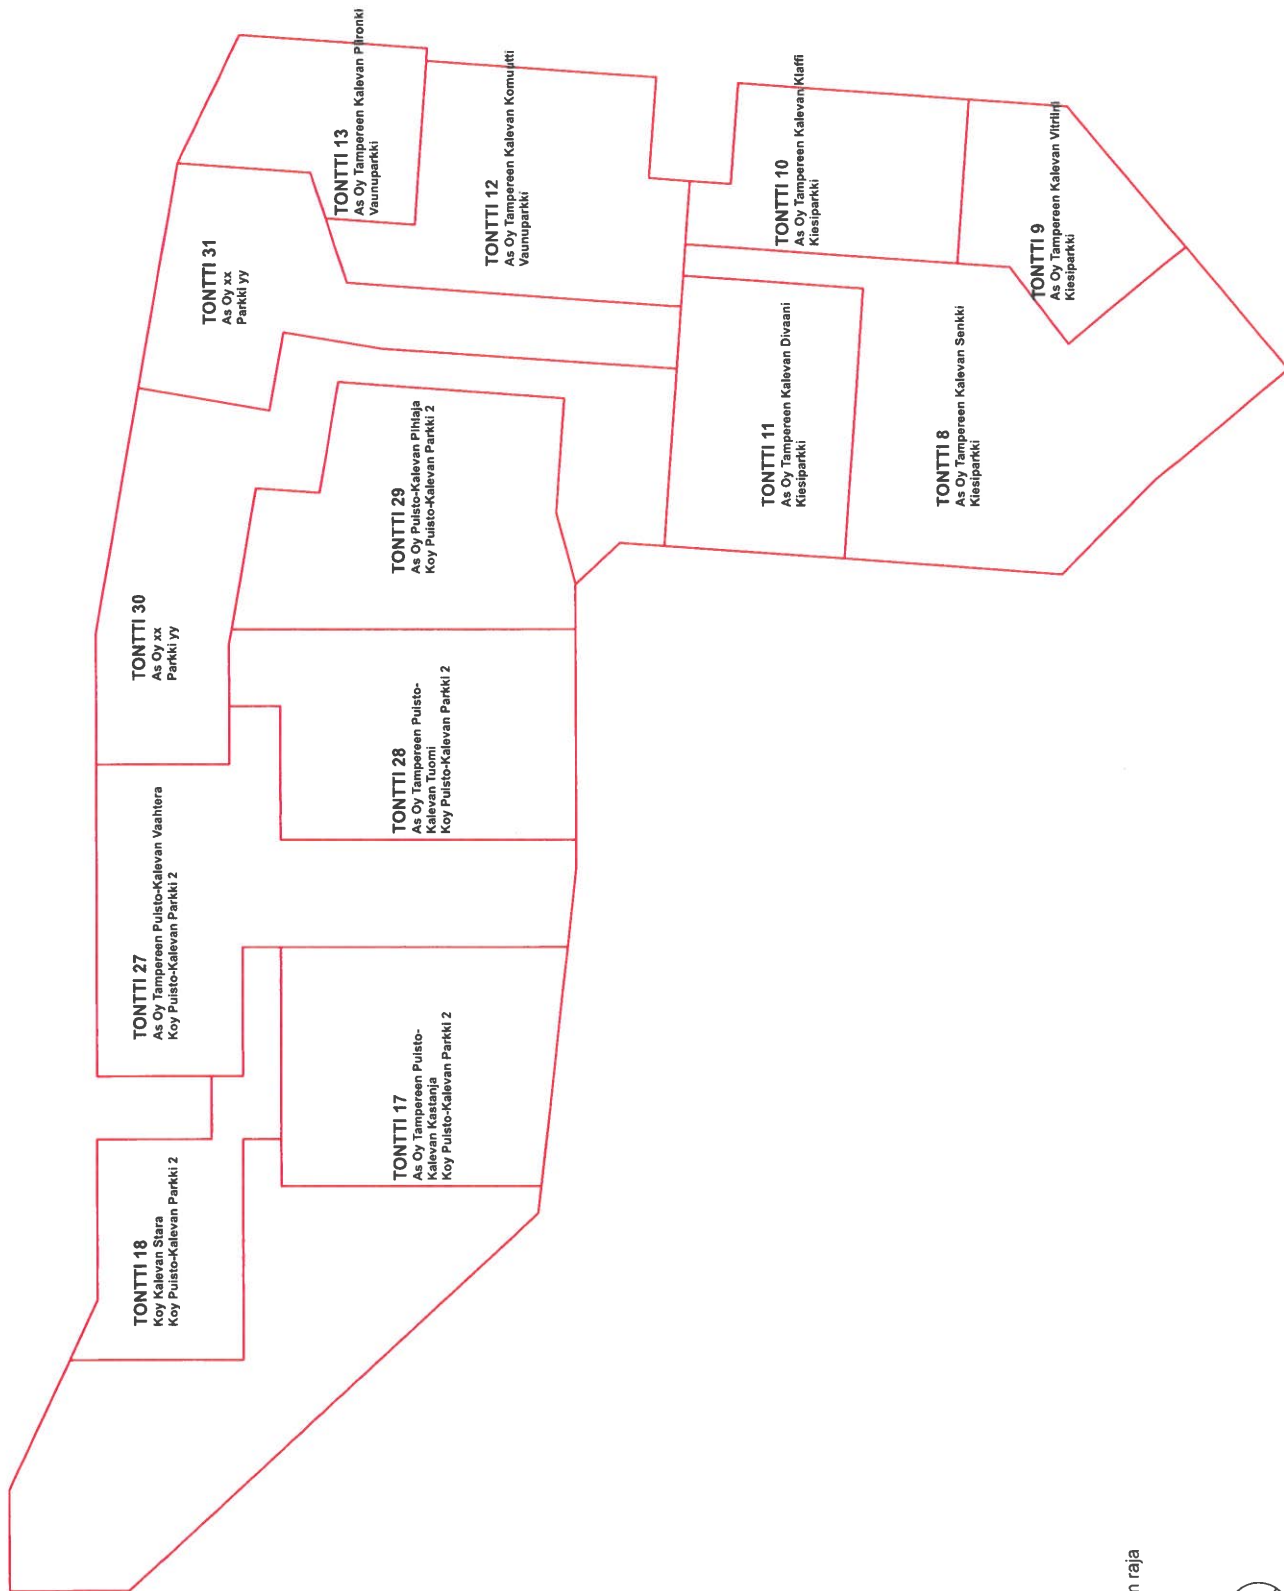 TONTTI 18
Koy Kalevan Stara
Koy Puisto-Kalevan Parkki 2
TONTTI 27
As Oy Tampereen Puisto-Kalevan Vaahtera
Koy Puisto-Kalevan Parkki 2
TONTTI 30
As Oy xx
Parkki yy
TONTTI 31
As Oy xx
Parkki yy
TONTTI 13
As Oy Tampereen Kalevan Piironki
Vaunuparkki
TONTTI 17
As Oy Tampereen Puisto-
Kalevan Kastanja
Koy Puisto-Kalevan Parkki 2
TONTTI 28
As Oy Tampereen Puisto-
Kalevan Tuomi
Koy Puisto-Kalevan Parkki 2
TONTTI 29
As Oy Puisto-Kalevan Pihlaja
Koy Puisto-Kalevan Parkki 2
TONTTI 12
As Oy Tampereen Kalevan Komuutti
Vaunuparkki
TONTTI 11
As Oy Tampereen Kalevan Divaani
Kiesiparkki
TONTTI 10
As Oy Tampereen Kalevan Klaffi
Kiesiparkki
TONTTI 8
As Oy Tampereen Kalevan Senkki
Kiesiparkki
TONTTI 9
As Oy Tampereen Kalevan Vitriini
Kiesiparkki
n raja